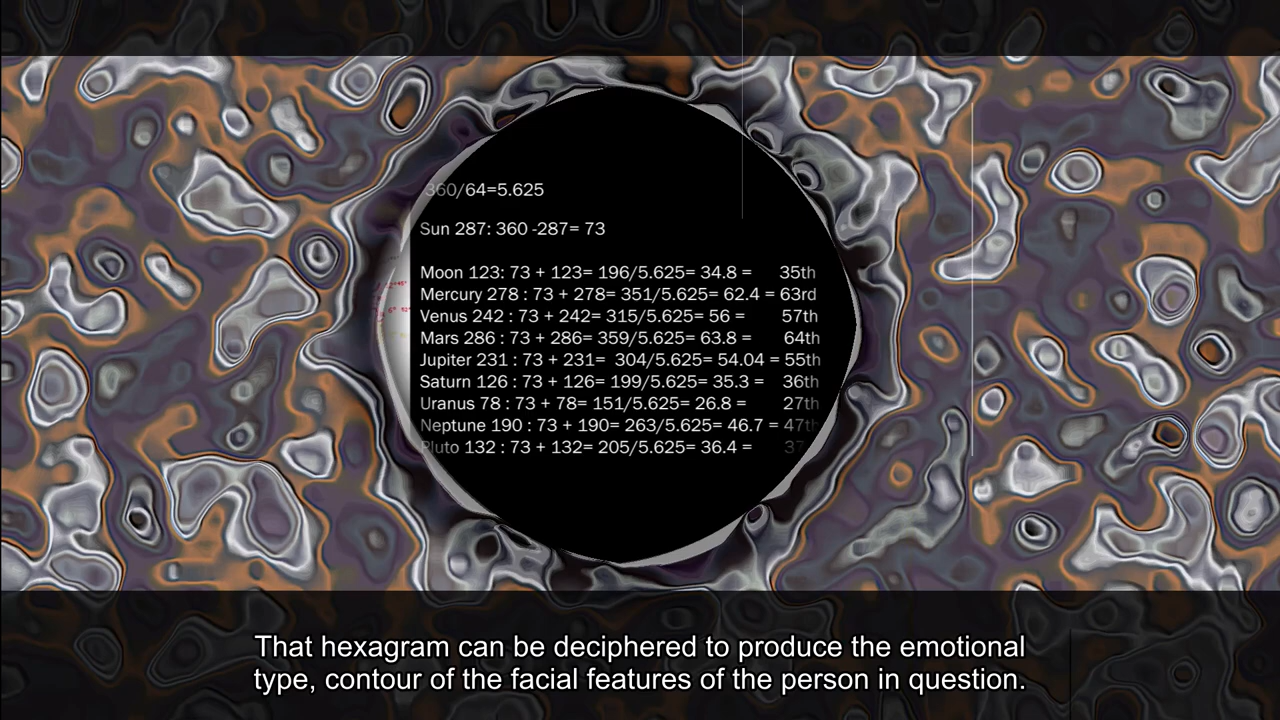 360/64=5.625
Sun 287: 360 -287= 73
Moon 123: 73 + 123= 196/5.625= 34.8 = 35th
Mercury 278 : 73 + 278= 351/5.625= 62.4 = 63rd
Venus 242 : 73 + 242= 315/5.625= 56 = 57th
Mars 286 : 73 + 286= 359/5.625= 63.8 = 64th
Jupiter 231 : 73 + 231= 304/5.625= 54.04 = 55th
Saturn 126 : 73 + 126= 199/5.625= 35.3 = 36th
Uranus 78 : 73 + 78= 151/5.625= 26.8 = 27th
Neptune 190 : 73 + 190= 263/5.625= 46.7 = 47th
Pluto 132 : 73 + 132= 205/5.625= 36.4 =
That hexagram can be deciphered to produce the emotional
type, contour of the facial features of the person in question.